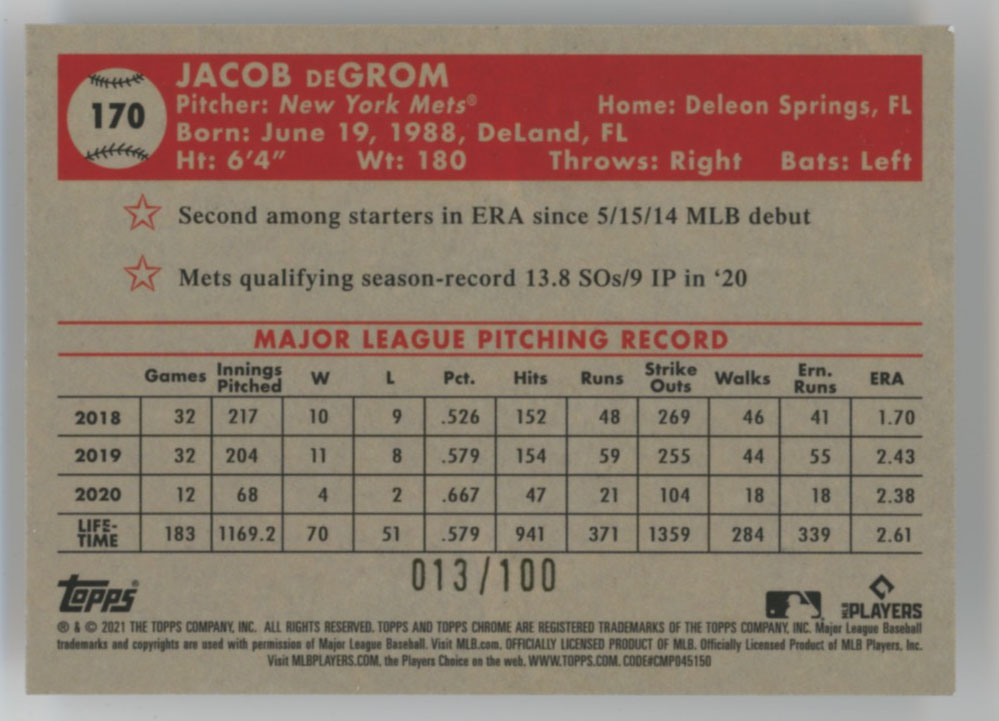 170
JACOB DEGROM
Pitcher: New York Mets® Home: Deleon Springs, FL
Born: June 19, 1988, DeLand, FL
Ht: 6'4" Wt: 180 Throws: Right Bats: Left
Second among starters in ERA since 5/15/14 MLB debut
Mets qualifying season-record 13.8 SOs/9 IP in ‘20
MAJOR LEAGUE PITCHING RECORD
Games Innings Pitched W L Pct. Hits Runs Strike Outs Walks Ern. Runs ERA
2018 32 217 10 9 .526 152 48 269 46 41 1.70
2019 32 204 11 8 .579 154 59 255 44 55 2.43
2020 12 68 4 2 .667 47 21 104 18 18 2.38
LIFE-TIME 183 1169.2 70 51 .579 941 371 1359 284 339 2.61
013/100
Topps® MLB PLAYERS
® & © 2021 THE TOPPS COMPANY, INC. ALL RIGHTS RESERVED. TOPPS AND TOPPS CHROME ARE REGISTERED TRADEMARKS OF THE TOPPS COMPANY, INC. Major League Baseball
trademarks and copyrights are used with permission of Major League Baseball. Visit MLB.com. OFFICIALLY LICENSED PRODUCT OF MLB. Officially Licensed Product of MLB Players, Inc.
Visit MLBPLAYERS.COM, the Players Choice on the web. WWW.TOPPS.COM. CODE#CMP045150